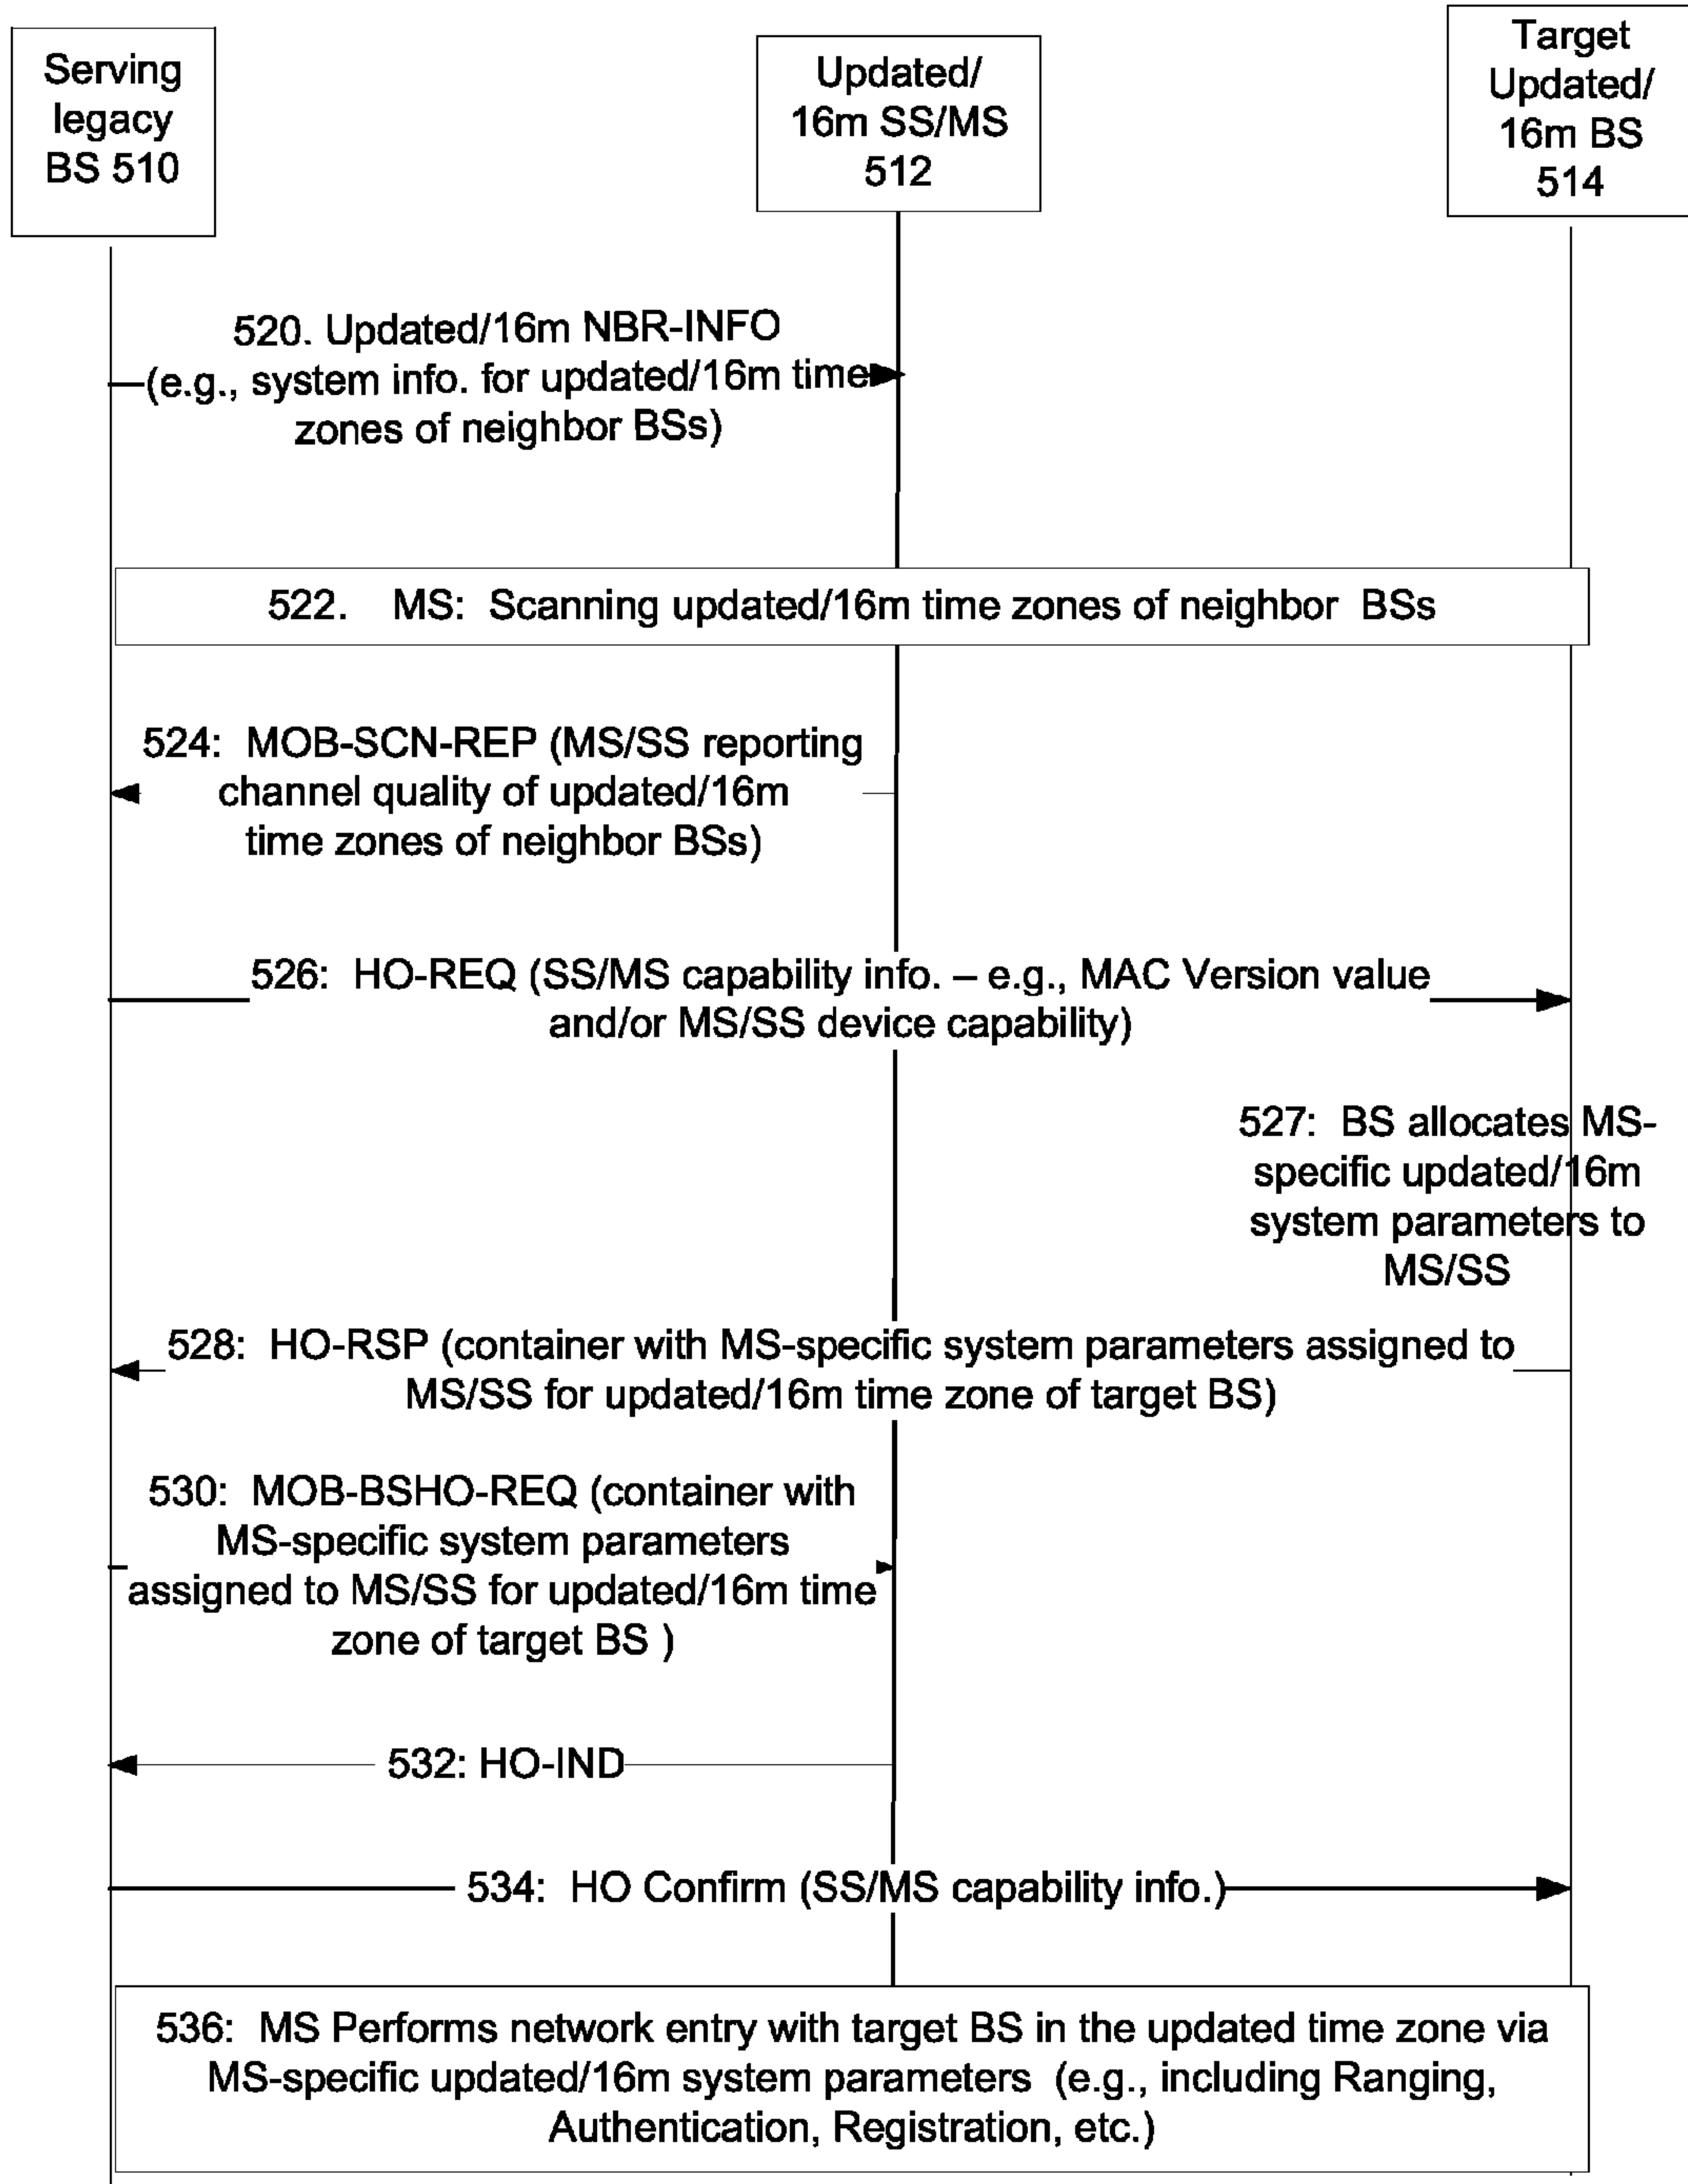 Serving
legacy
BS 510
Updated/
16m SS/MS
512
Target
Updated/
16m BS
514
520. Updated/16m NBR-INFO
(e.g., system info. for updated/16m time
zones of neighbor BSs)
522. MS: Scanning updated/16m time zones of neighbor BSs
524: MOB-SCN-REP (MS/SS reporting
channel quality of updated/16m
time zones of neighbor BSs)
526: HO-REQ (SS/MS capability info. – e.g., MAC Version value
and/or MS/SS device capability)
527: BS allocates MS-
specific updated/16m
system parameters to
MS/SS
528: HO-RSP (container with MS-specific system parameters assigned to
MS/SS for updated/16m time zone of target BS)
530: MOB-BSHO-REQ (container with
MS-specific system parameters
assigned to MS/SS for updated/16m time
zone of target BS )
532: HO-IND
534: HO Confirm (SS/MS capability info.)
536: MS Performs network entry with target BS in the updated time zone via
MS-specific updated/16m system parameters (e.g., including Ranging,
Authentication, Registration, etc.)